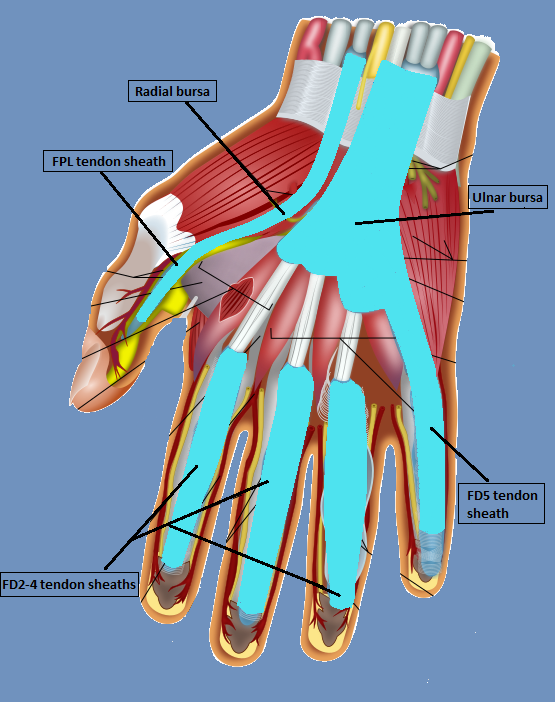 Radial bursa
FPL tendon sheath
Ulnar bursa
FD5 tendon
sheath
FD2-4 tendon sheaths